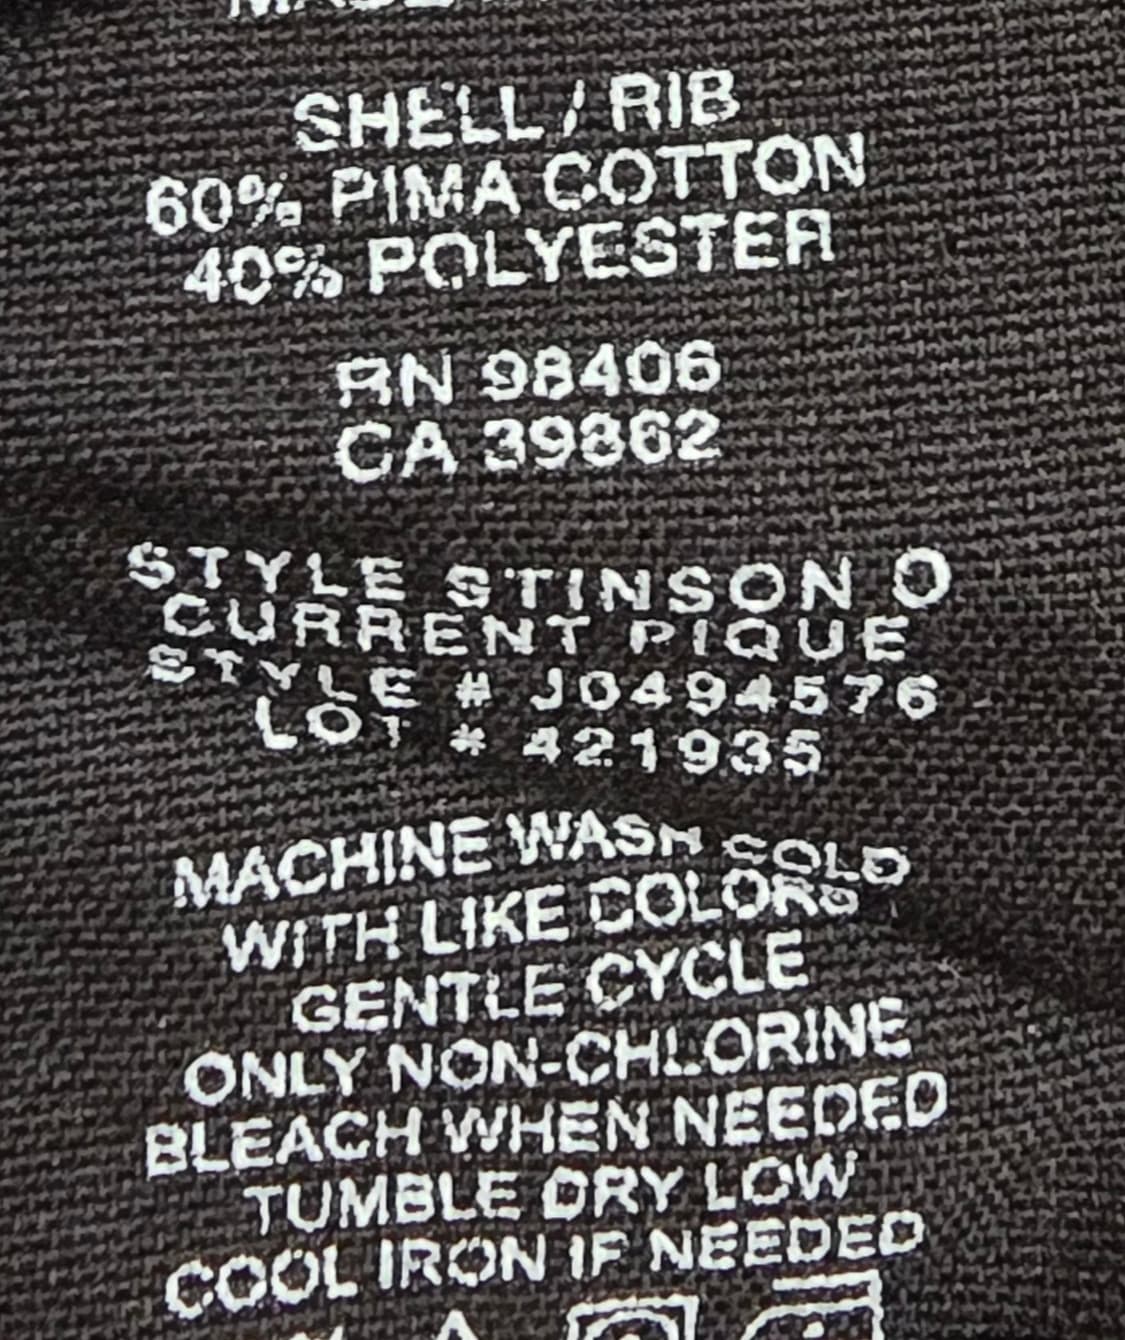 SHELL / RIB
60% PIMA COTTON
40% POLYESTER
RN 98406
CA 39862
STYLE STINSON O
CURRENT PIQUE
STYLE # J0494576
LOT # 421935
MACHINE WASH COLD
WITH LIKE COLORS
GENTLE CYCLE
ONLY NON-CHLORINE
BLEACH WHEN NEEDED
TUMBLE DRY LOW
COOL IRON IF NEEDED